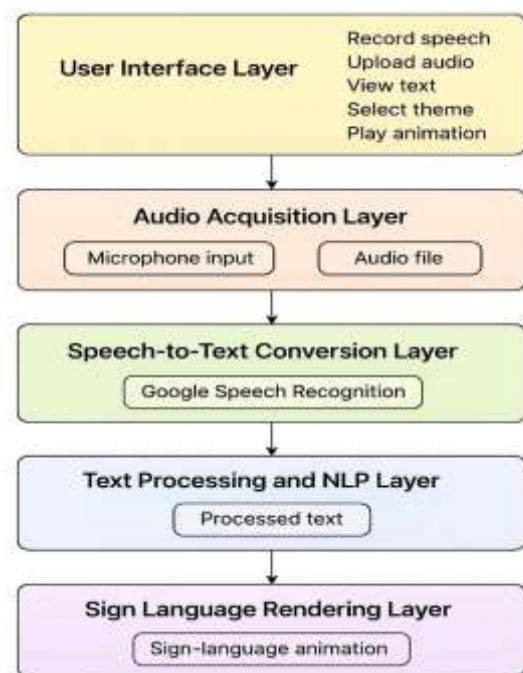 User Interface Layer
Record speech
Upload audio
View text
Select theme
Play animation
Audio Acquisition Layer
Microphone input
Audio file
Speech-to-Text Conversion Layer
Google Speech Recognition
Text Processing and NLP Layer
Processed text
Sign Language Rendering Layer
Sign-language animation